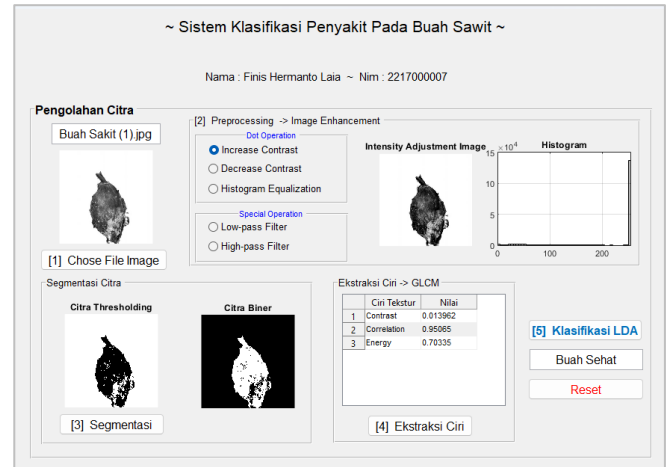 ~ Sistem Klasifikasi Penyakit Pada Buah Sawit ~
Nama : Finis Hermanto Laia ~ Nim : 2217000007
Pengolahan Citra
Buah Sakit (1).jpg
[1] Chose File Image
[2] Preprocessing -> Image Enhancement
Dot Operation
Increase Contrast
Decrease Contrast
Histogram Equalization
Special Operation
Low-pass Filter
High-pass Filter
Intensity Adjustment Image
Histogram
×10^4
15
10
5
0
0 100 200
Segmentasi Citra
Citra Thresholding
Citra Biner
[3] Segmentasi
Ekstraksi Ciri -> GLCM
Ciri Tekstur Nilai
1 Contrast 0.013962
2 Correlation 0.95065
3 Energy 0.70335
[4] Ekstraksi Ciri
[5] Klasifikasi LDA
Buah Sehat
Reset